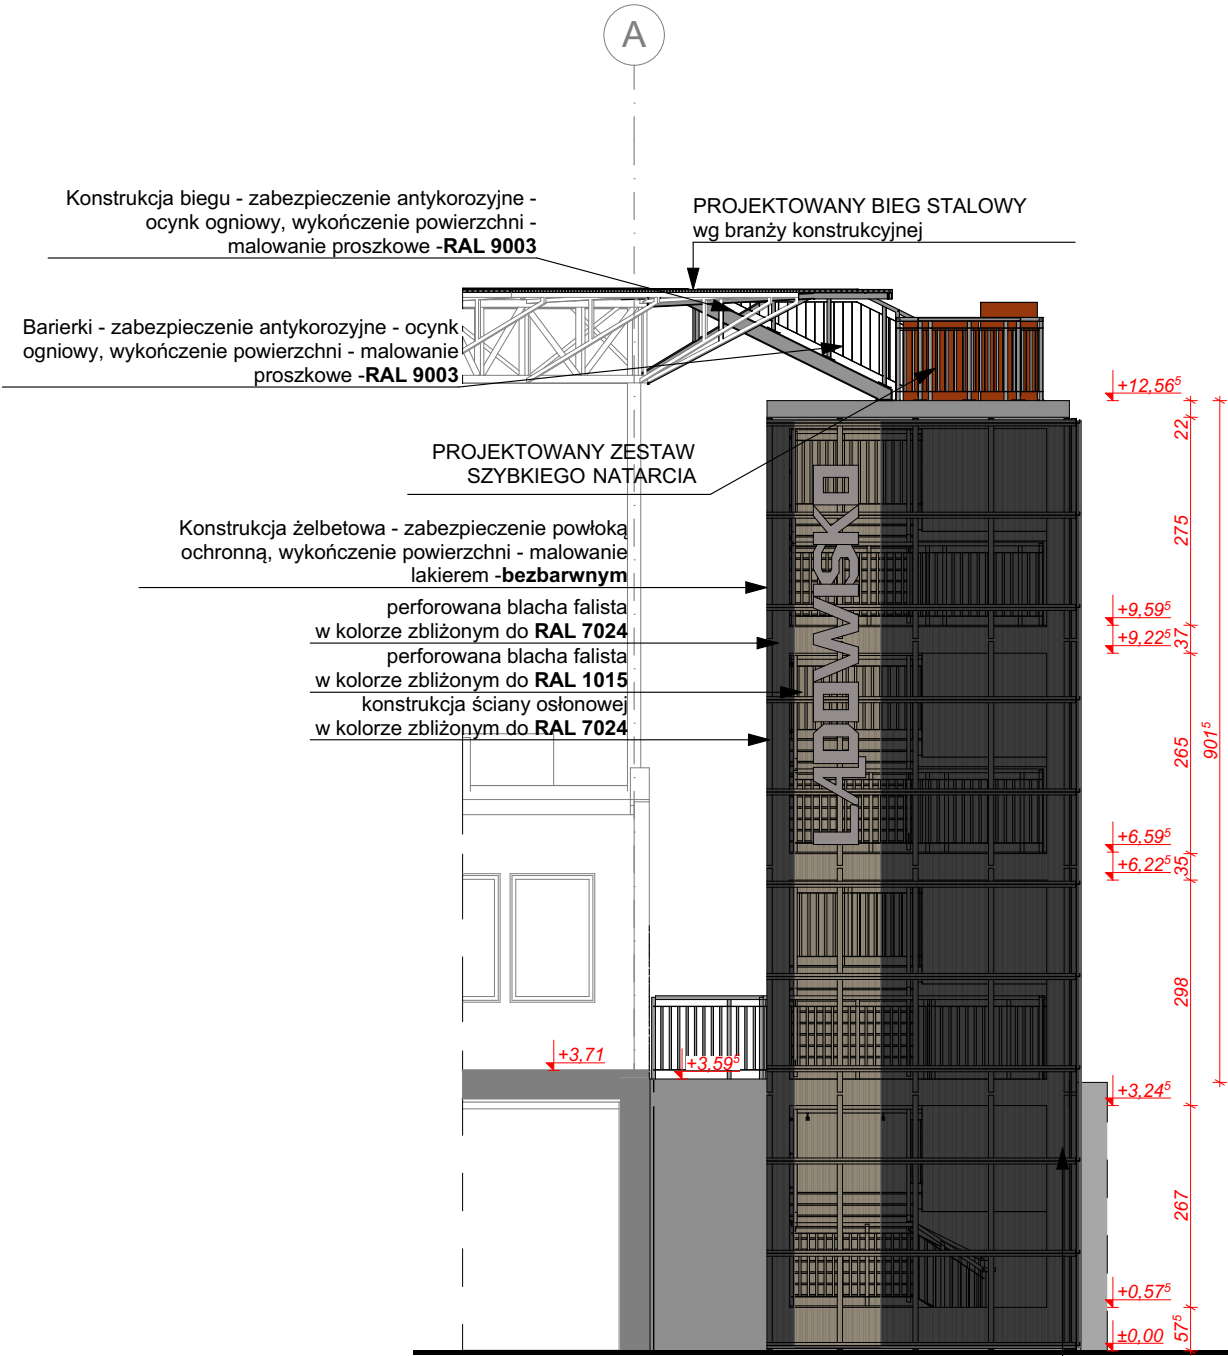 A
Konstrukcja biegu - zabezpieczenie antykorozyjne -
ocynk ogniowy, wykończenie powierzchni -
malowanie proszkowe -RAL 9003
PROJEKTOWANY BIEG STALOWY
wg branży konstrukcyjnej
Barierki - zabezpieczenie antykorozyjne - ocynk
ogniowy, wykończenie powierzchni - malowanie
proszkowe -RAL 9003
PROJEKTOWANY ZESTAW
SZYBKIEGO NATARCIA
Konstrukcja żelbetowa - zabezpieczenie powłoką
ochronną, wykończenie powierzchni - malowanie
lakierem -bezbarwnym
perforowana blacha falista
w kolorze zbliżonym do RAL 7024
perforowana blacha falista
w kolorze zbliżonym do RAL 1015
konstrukcja ściany osłonowej
w kolorze zbliżonym do RAL 7024
LĄDOWISKO
+12,56⁵
22
275
+9,59⁵
+9,22⁵
37
265
901⁵
+6,59⁵
+6,22⁵
35
298
+3,71
+3,59⁵
+3,24⁵
267
+0,57⁵
57⁵
±0,00